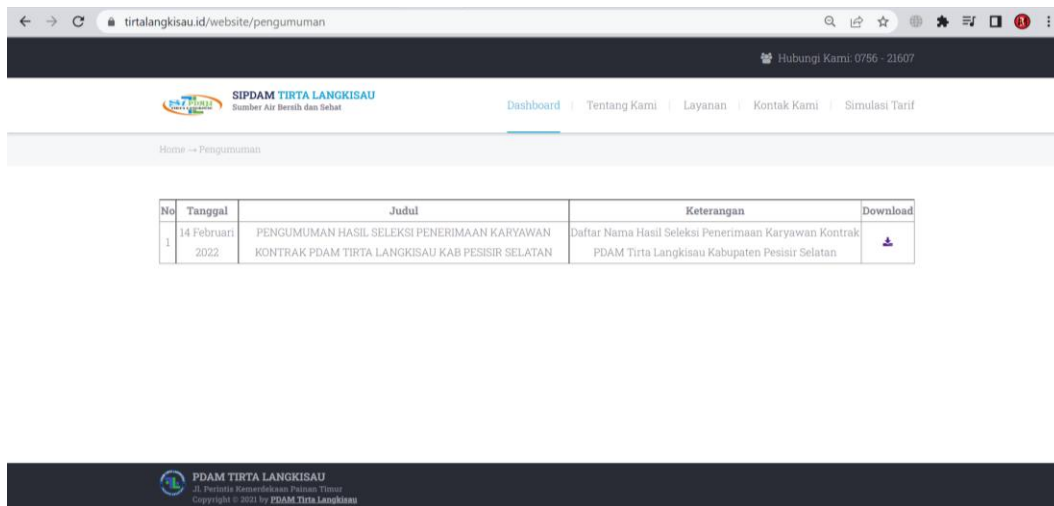 tirtalangkisau.id/website/pengumuman
Hubungi Kami: 0756 - 21607
SIPDAM TIRTA LANGKISAU
Sumber Air Bersih dan Sehat
Dashboard Tentang Kami Layanan Kontak Kami Simulasi Tarif
Home → Pengumuman
No Tanggal Judul Keterangan Download
1 14 Februari 2022 PENGUMUMAN HASIL SELEKSI PENERIMAAN KARYAWAN
KONTRAK PDAM TIRTA LANGKISAU KAB PESISIR SELATAN
Daftar Nama Hasil Seleksi Penerimaan Karyawan Kontrak
PDAM Tirta Langkisau Kabupaten Pesisir Selatan
PDAM TIRTA LANGKISAU
Jl. Perintis Kemerdekaan Painan Timur
Copyright © 2021 by PDAM Tirta Langkisau